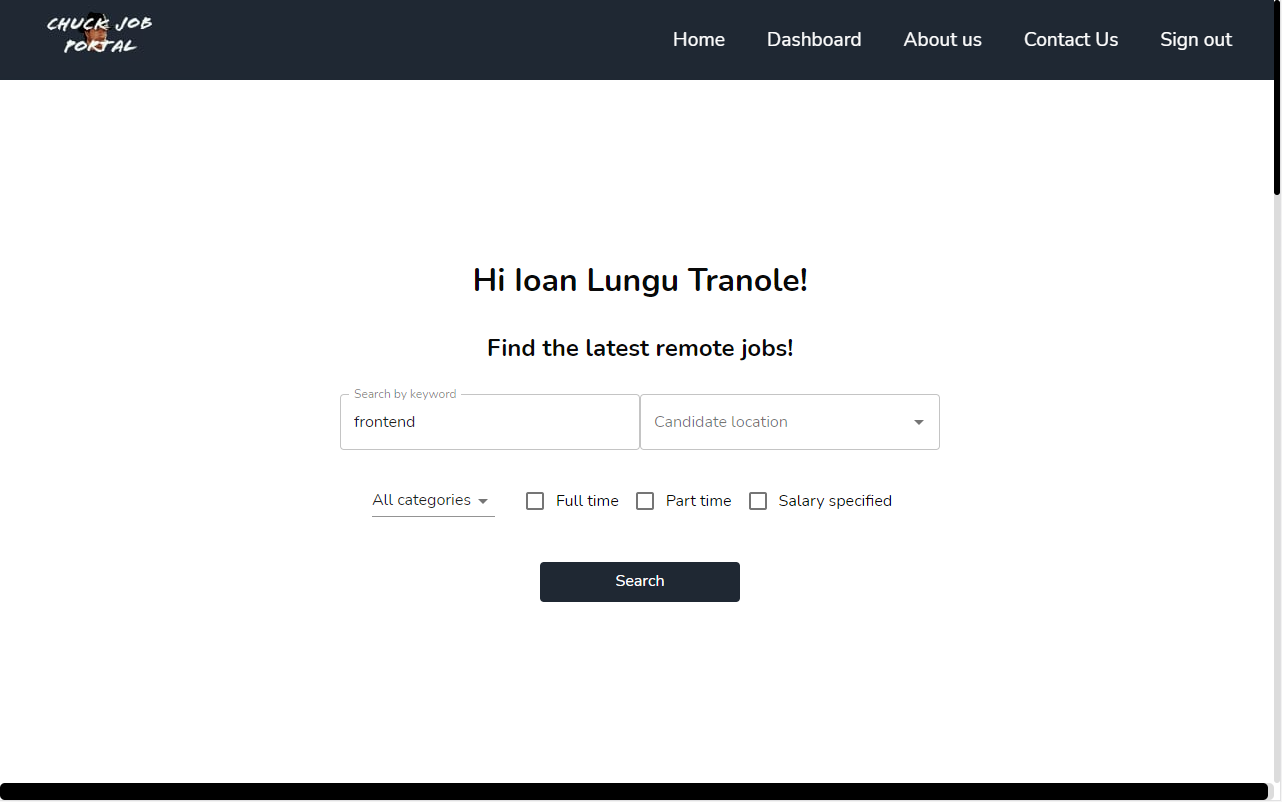 CHUCK JOB
PORTAL
Home Dashboard About us Contact Us Sign out
Hi Ioan Lungu Tranole!
Find the latest remote jobs!
Search by keyword
frontend Candidate location
All categories Full time Part time Salary specified
Search